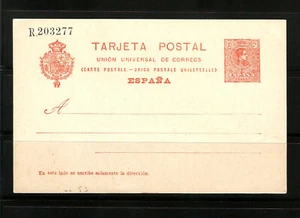 R.203277
TARJETA POSTAL
UNIÓN UNIVERSAL DE CORREOS
(CARTE POSTALE.—UNION POSTALE UNIVERSELLE)
ESPAÑA
A
En este lado se escribe solamente la dirección.